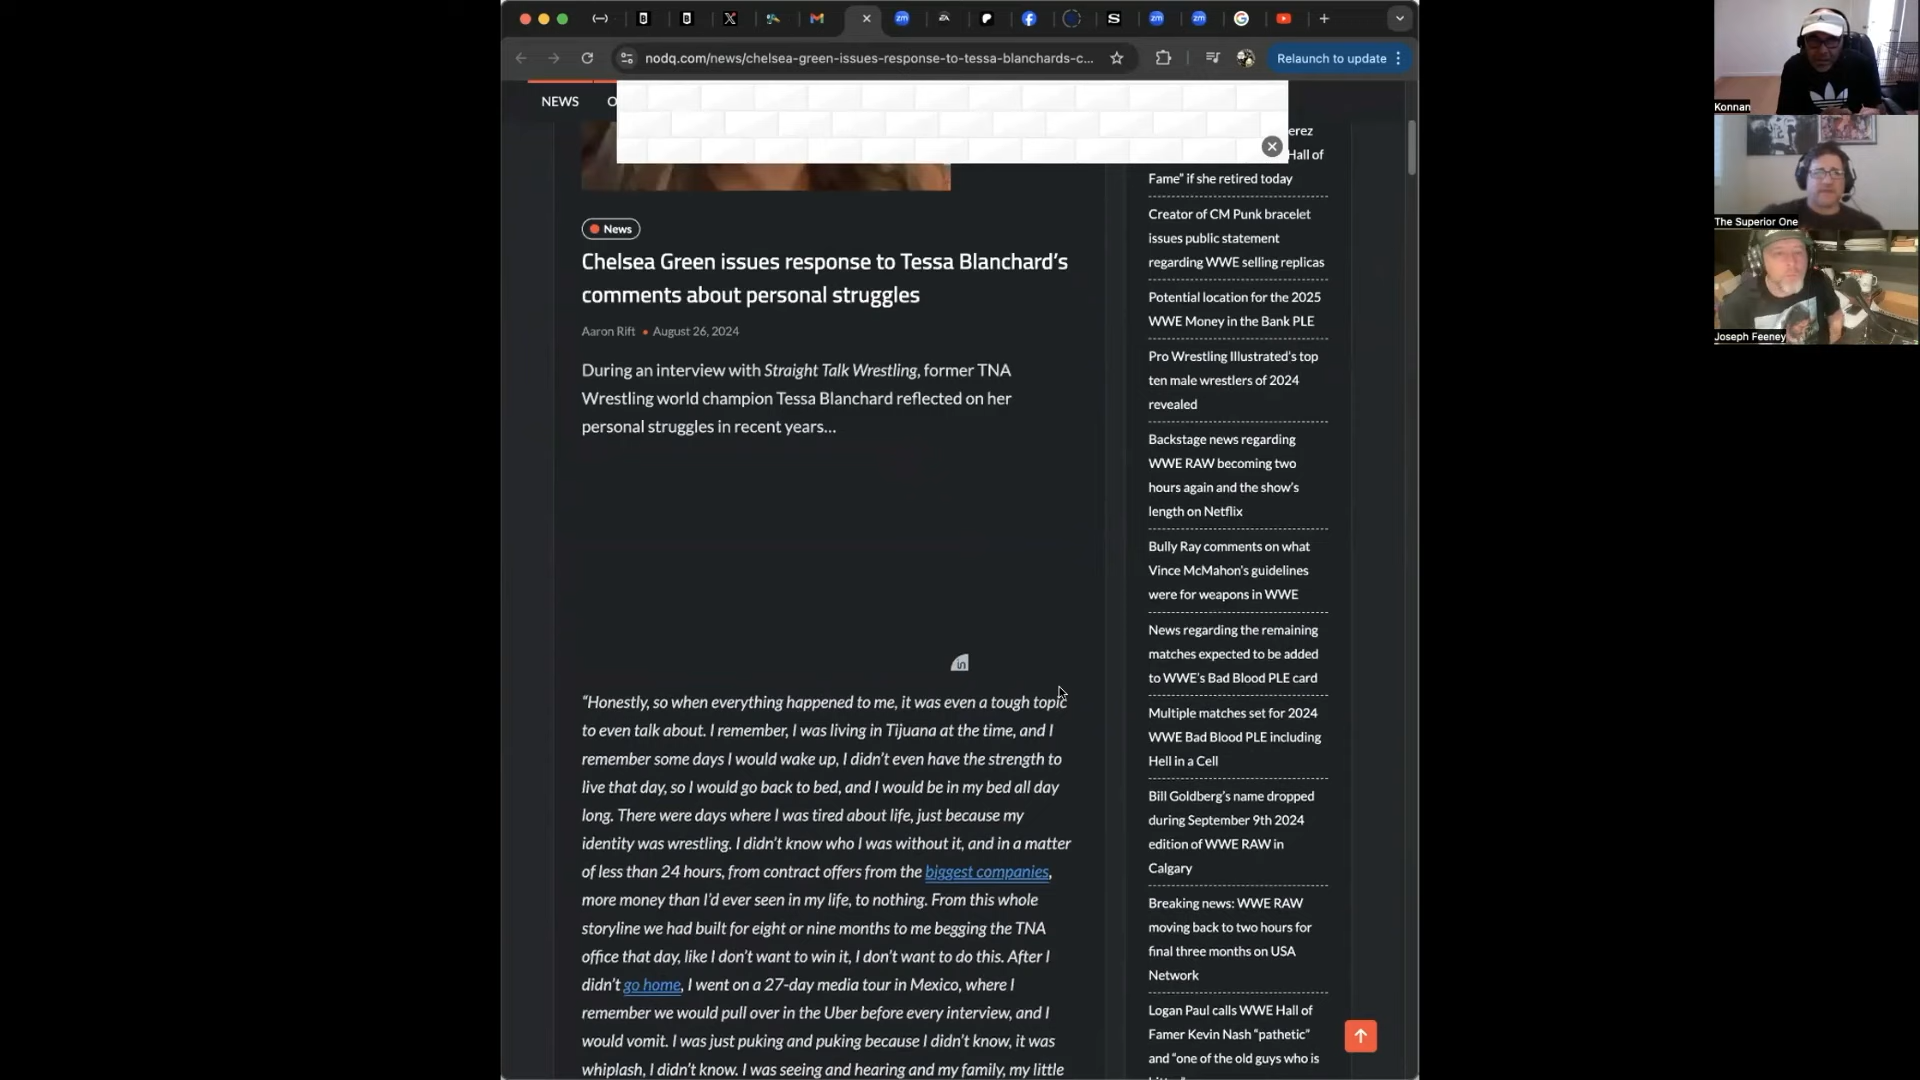 nodq.com/news/chelsea-green-issues-response-to-tessa-blanchards-c...
Relaunch to update
NEWS
O
News
Chelsea Green issues response to Tessa Blanchard's
comments about personal struggles
Aaron Rift • August 26, 2024
During an interview with Straight Talk Wrestling, former TNA
Wrestling world champion Tessa Blanchard reflected on her
personal struggles in recent years...
in
“Honestly, so when everything happened to me, it was even a tough topic
to even talk about. I remember, I was living in Tijuana at the time, and I
remember some days I would wake up, I didn't even have the strength to
live that day, so I would go back to bed, and I would be in my bed all day
long. There were days where I was tired about life, just because my
identity was wrestling. I didn't know who I was without it, and in a matter
of less than 24 hours, from contract offers from the biggest companies,
more money than I'd ever seen in my life, to nothing. From this whole
storyline we had built for eight or nine months to me begging the TNA
office that day, like I don't want to win it, I don't want to do this. After I
didn't go home, I went on a 27-day media tour in Mexico, where I
remember we would pull over in the Uber before every interview, and I
would vomit. I was just puking and puking because I didn't know, it was
whiplash, I didn't know. I was seeing and hearing and my family, my little
erez
Hall of
Fame” if she retired today
Creator of CM Punk bracelet
issues public statement
regarding WWE selling replicas
Potential location for the 2025
WWE Money in the Bank PLE
Pro Wrestling Illustrated's top
ten male wrestlers of 2024
revealed
Backstage news regarding
WWE RAW becoming two
hours again and the show's
length on Netflix
Bully Ray comments on what
Vince McMahon's guidelines
were for weapons in WWE
News regarding the remaining
matches expected to be added
to WWE's Bad Blood PLE card
Multiple matches set for 2024
WWE Bad Blood PLE including
Hell in a Cell
Bill Goldberg's name dropped
during September 9th 2024
edition of WWE RAW in
Calgary
Breaking news: WWE RAW
moving back to two hours for
final three months on USA
Network
Logan Paul calls WWE Hall of
Famer Kevin Nash “pathetic”
and “one of the old guys who is
Konnan
The Superior One
Joseph Feeney